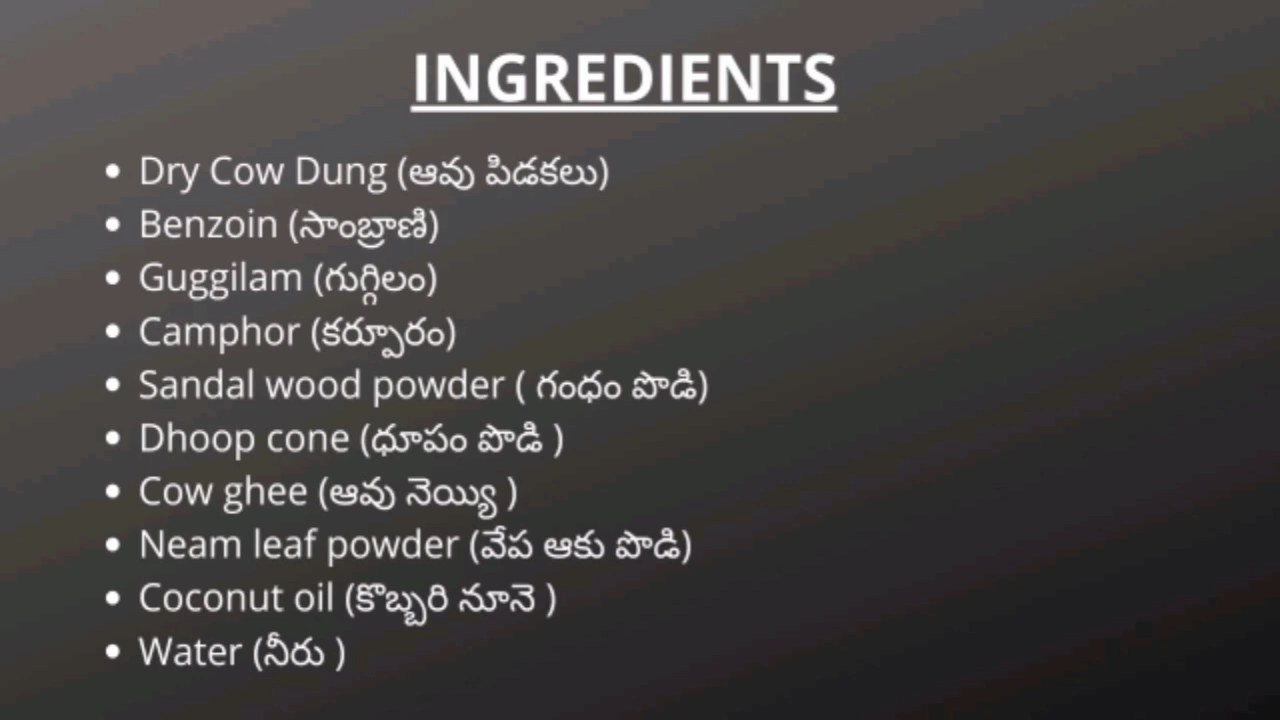 INGREDIENTS
• Dry Cow Dung (ఆవు పిడకలు)
• Benzoin (సాంబ్రాణి)
• Guggilam (గుగ్గిలం)
• Camphor (కర్పూరం)
• Sandal wood powder ( గంధం పొడి)
• Dhoop cone (ధూపం పొడి )
• Cow ghee (ఆవు నెయ్యి )
• Neam leaf powder (వేప ఆకు పొడి)
• Coconut oil (కొబ్బరి నూనె )
• Water (నీరు )